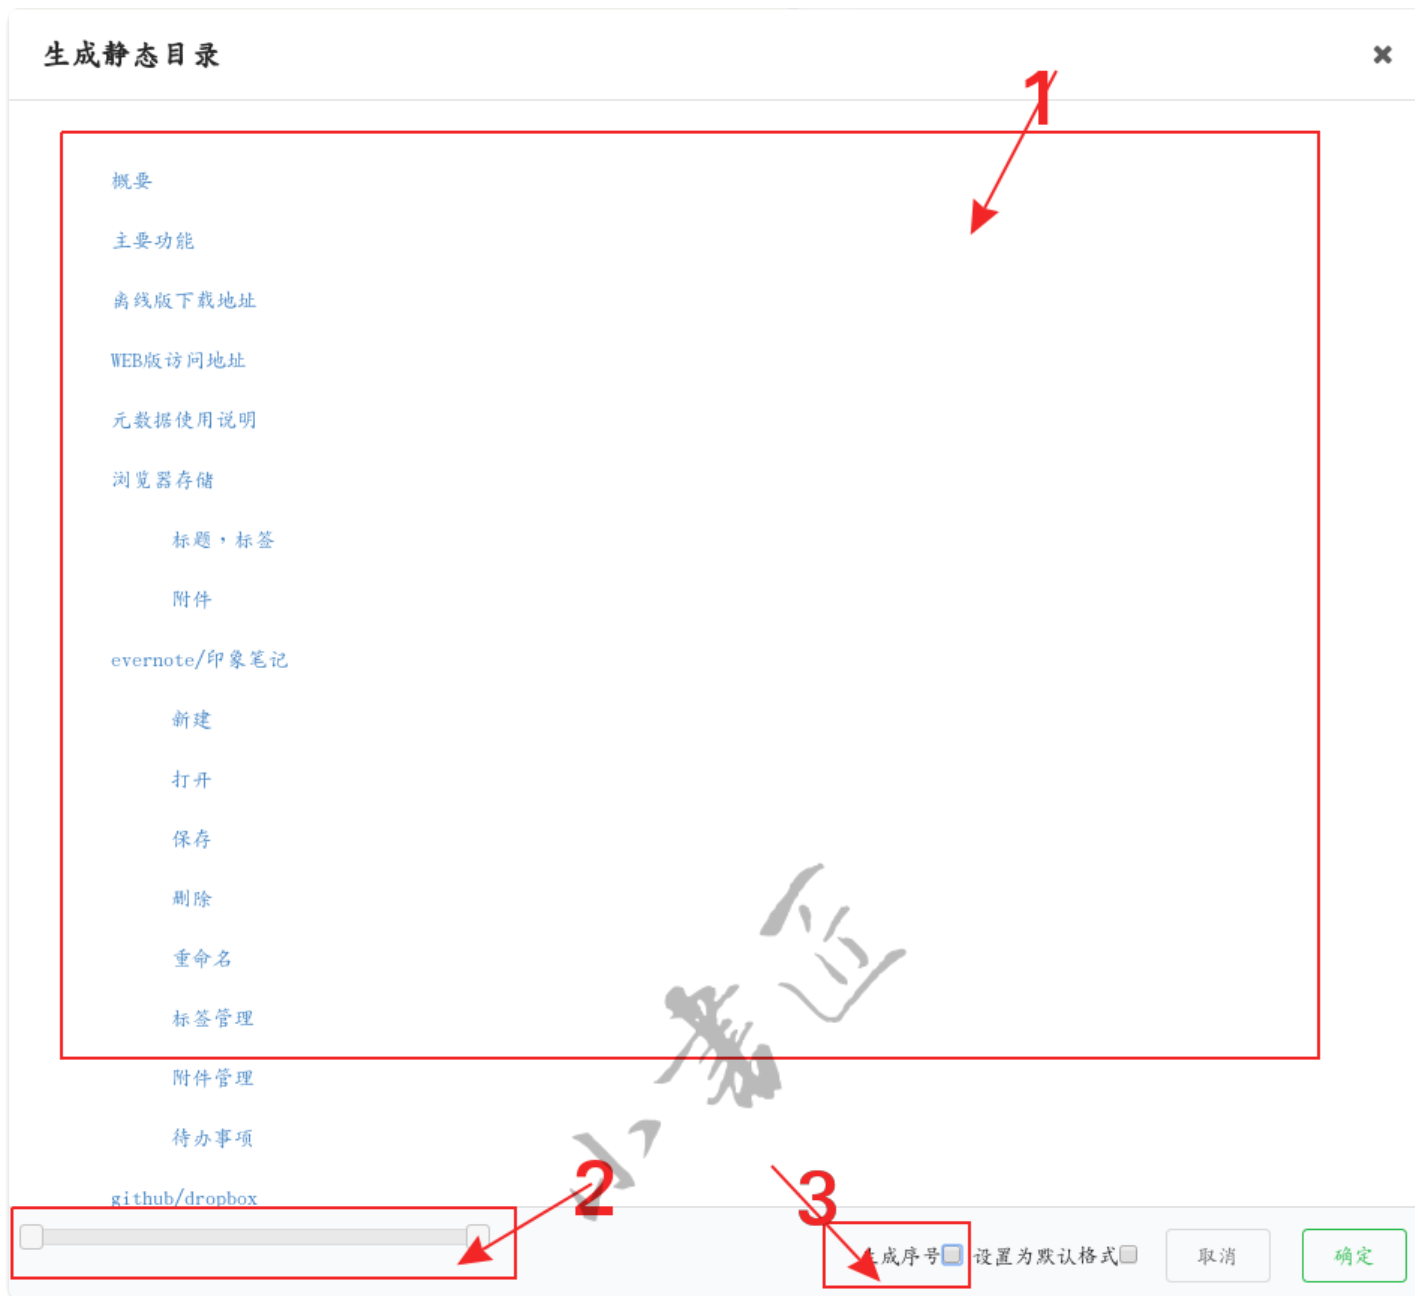 生成静态目录
1
概要
主要功能
离线版下载地址
WEB版访问地址
元数据使用说明
浏览器存储
标题，标签
附件
evernote/印象笔记
新建
打开
保存
删除
重命名
标签管理
附件管理
待办事项
github/dropbox
2
3
生成序号 设置为默认格式 取消 确定